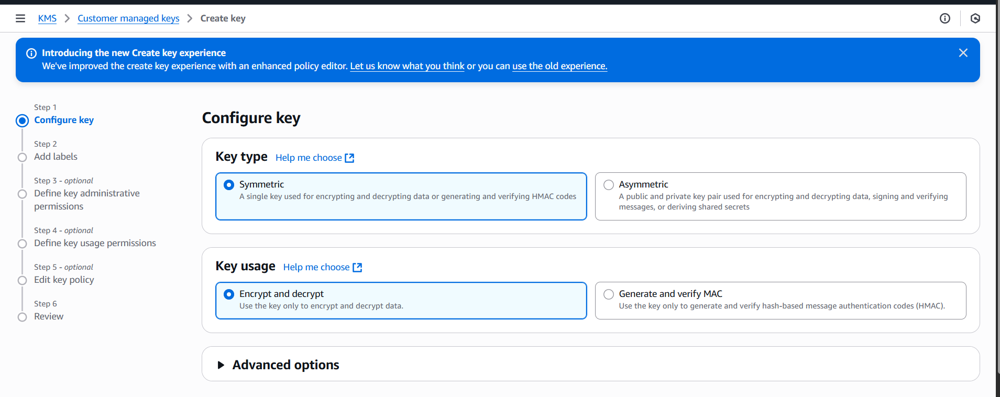 KMS > Customer managed keys > Create key
Introducing the new Create key experience
We've improved the create key experience with an enhanced policy editor. Let us know what you think or you can use the old experience.
Step 1
Configure key
Step 2
Add labels
Step 3 - optional
Define key administrative
permissions
Step 4 - optional
Define key usage permissions
Step 5 - optional
Edit key policy
Step 6
Review
Configure key
Key type Help me choose
Symmetric
A single key used for encrypting and decrypting data or generating and verifying HMAC codes
Asymmetric
A public and private key pair used for encrypting and decrypting data, signing and verifying
messages, or deriving shared secrets
Key usage Help me choose
Encrypt and decrypt
Use the key only to encrypt and decrypt data.
Generate and verify MAC
Use the key only to generate and verify hash-based message authentication codes (HMAC).
Advanced options